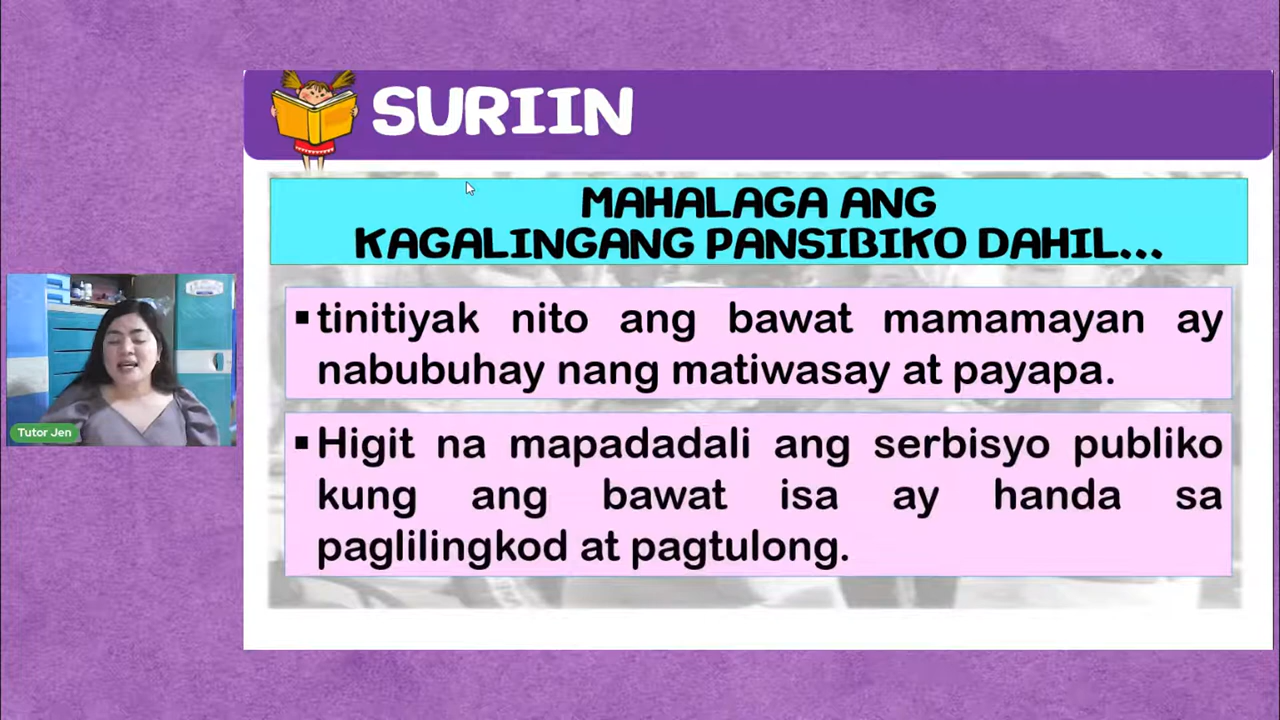 SURIIN
MAHALAGA ANG
KAGALINGANG PANSIBIKO DAHIL...
▪tinitiyak nito ang bawat mamamayan ay
nabubuhay nang matiwasay at payapa.
▪Higit na mapadadali ang serbisyo publiko
kung ang bawat isa ay handa sa
paglilingkod at pagtulong.
Tutor Jen